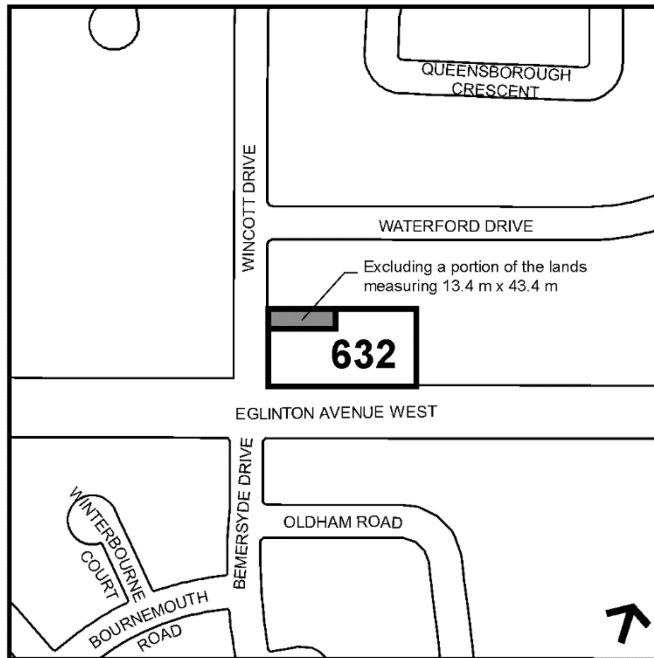 QUEENSBOROUGH
CRESCENT
WINCOTT DRIVE
WATERFORD DRIVE
Excluding a portion of the lands
measuring 13.4 m x 43.4 m
632
EGLINTON AVENUE WEST
BEMERSYDE DRIVE
WINTERBOURNE
COURT
OLDHAM ROAD
BOURNEMOUTH
ROAD